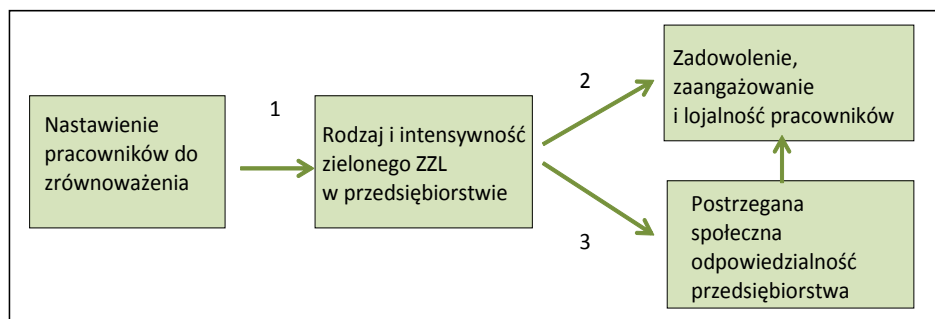 Nastawienie
pracowników do
zrównoważenia
1
Rodzaj i intensywność
zielonego ZZL
w przedsiębiorstwie
2
Zadowolenie,
zaangażowanie
i lojalność pracowników
3
Postrzegana
społeczna
odpowiedzialność
przedsiębiorstwa